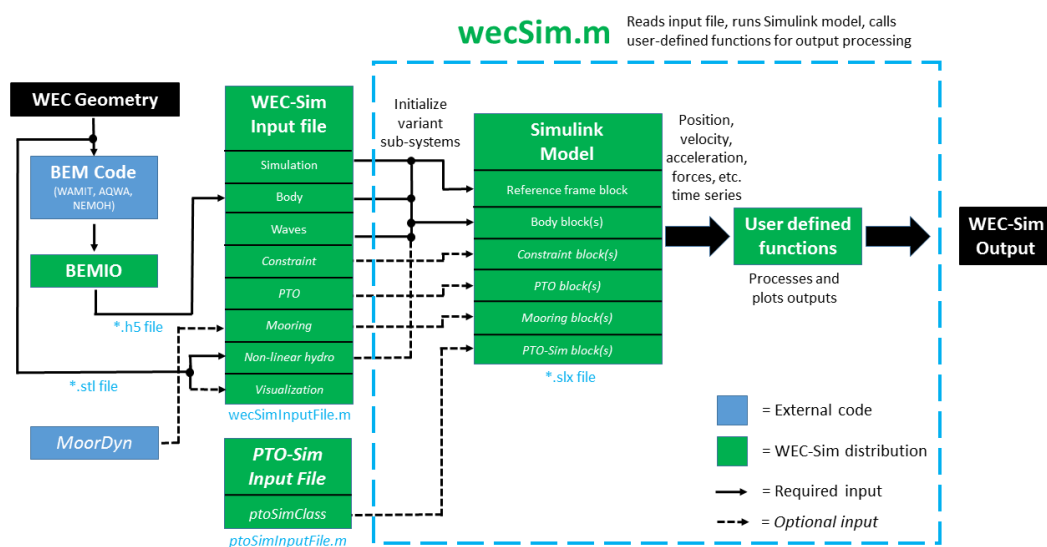 wecSim.m
Reads input file, runs Simulink model, calls
user-defined functions for output processing
WEC Geometry
BEM Code
(WAMIT, AQWA,
NEMOH)
BEMIO
*.h5 file
*.stl file
MoorDyn
WEC-Sim
Input file
Simulation
Body
Waves
Constraint
PTO
Mooring
Non-linear hydro
Visualization
wecSimInputFile.m
PTO-Sim
Input File
ptoSimClass
ptoSimInputFile.m
Initialize
variant
sub-systems
Simulink
Model
Reference frame block
Body block(s)
Constraint block(s)
PTO block(s)
Mooring block(s)
PTO-Sim block(s)
*.slx file
Position,
velocity,
acceleration,
forces, etc.
time series
User defined
functions
Processes and
plots outputs
WEC-Sim
Output
= External code
= WEC-Sim distribution
= Required input
= Optional input